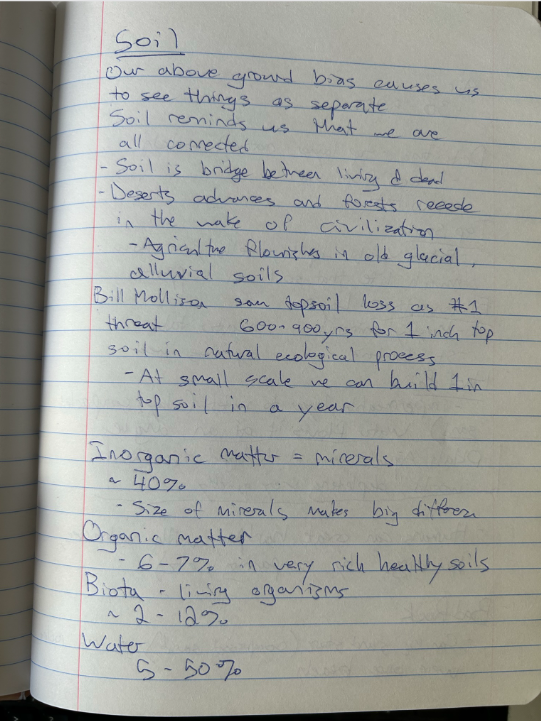 Soil
Our above ground bias causes us
to see things as separate
Soil reminds us that we are
all connected
- Soil is bridge between living & dead
- Deserts advances and forests recede
in the wake of civilization
- Agriculture flourishes in old glacial,
alluvial soils
Bill Mollison saw topsoil loss as #1
threat 600-900yrs for 1 inch top
soil in natural ecological process
- At small scale we can build 1 in
top soil in a year
Inorganic matter = minerals
~ 40%
- Size of minerals makes big differen
Organic matter
- 6-7% in very rich healthy soils
Biota - living organisms
~ 2 - 12%
Water
5 - 50%